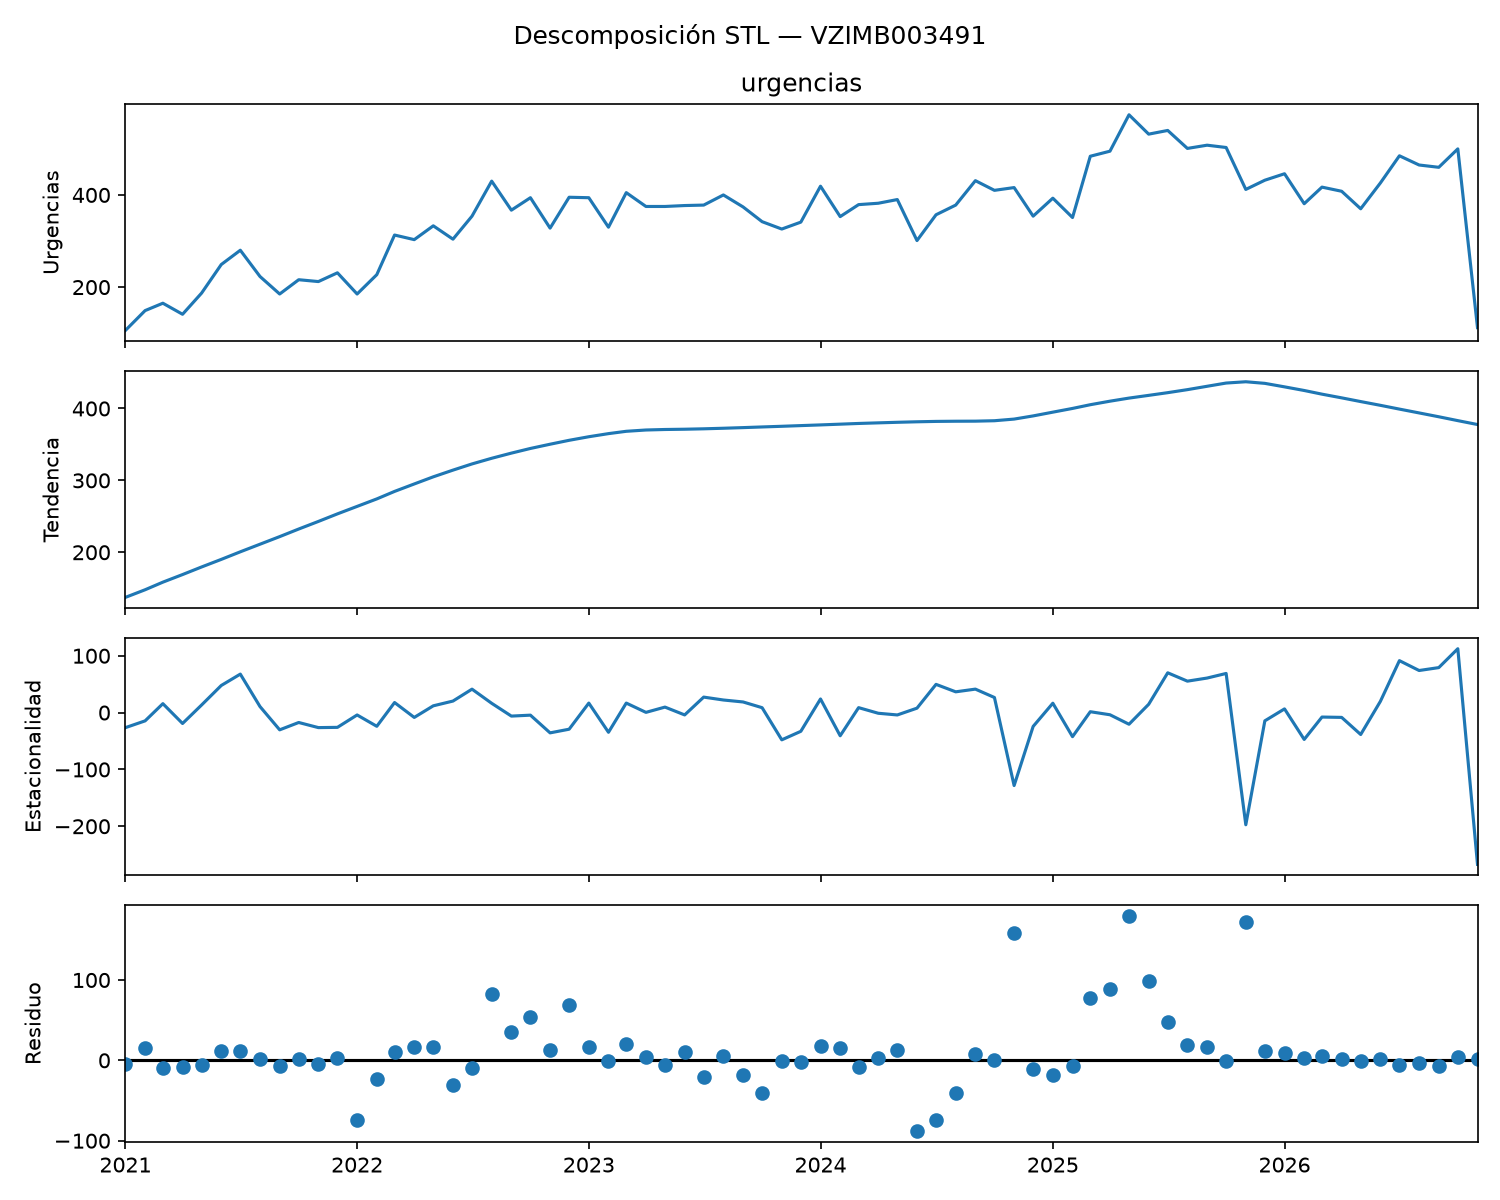 Descomposición STL — VZIMB003491
urgencias
Urgencias
400
200
Tendencia
400
300
200
Estacionalidad
100
0
−100
−200
Residuo
100
0
−100
2021 2022 2023 2024 2025 2026